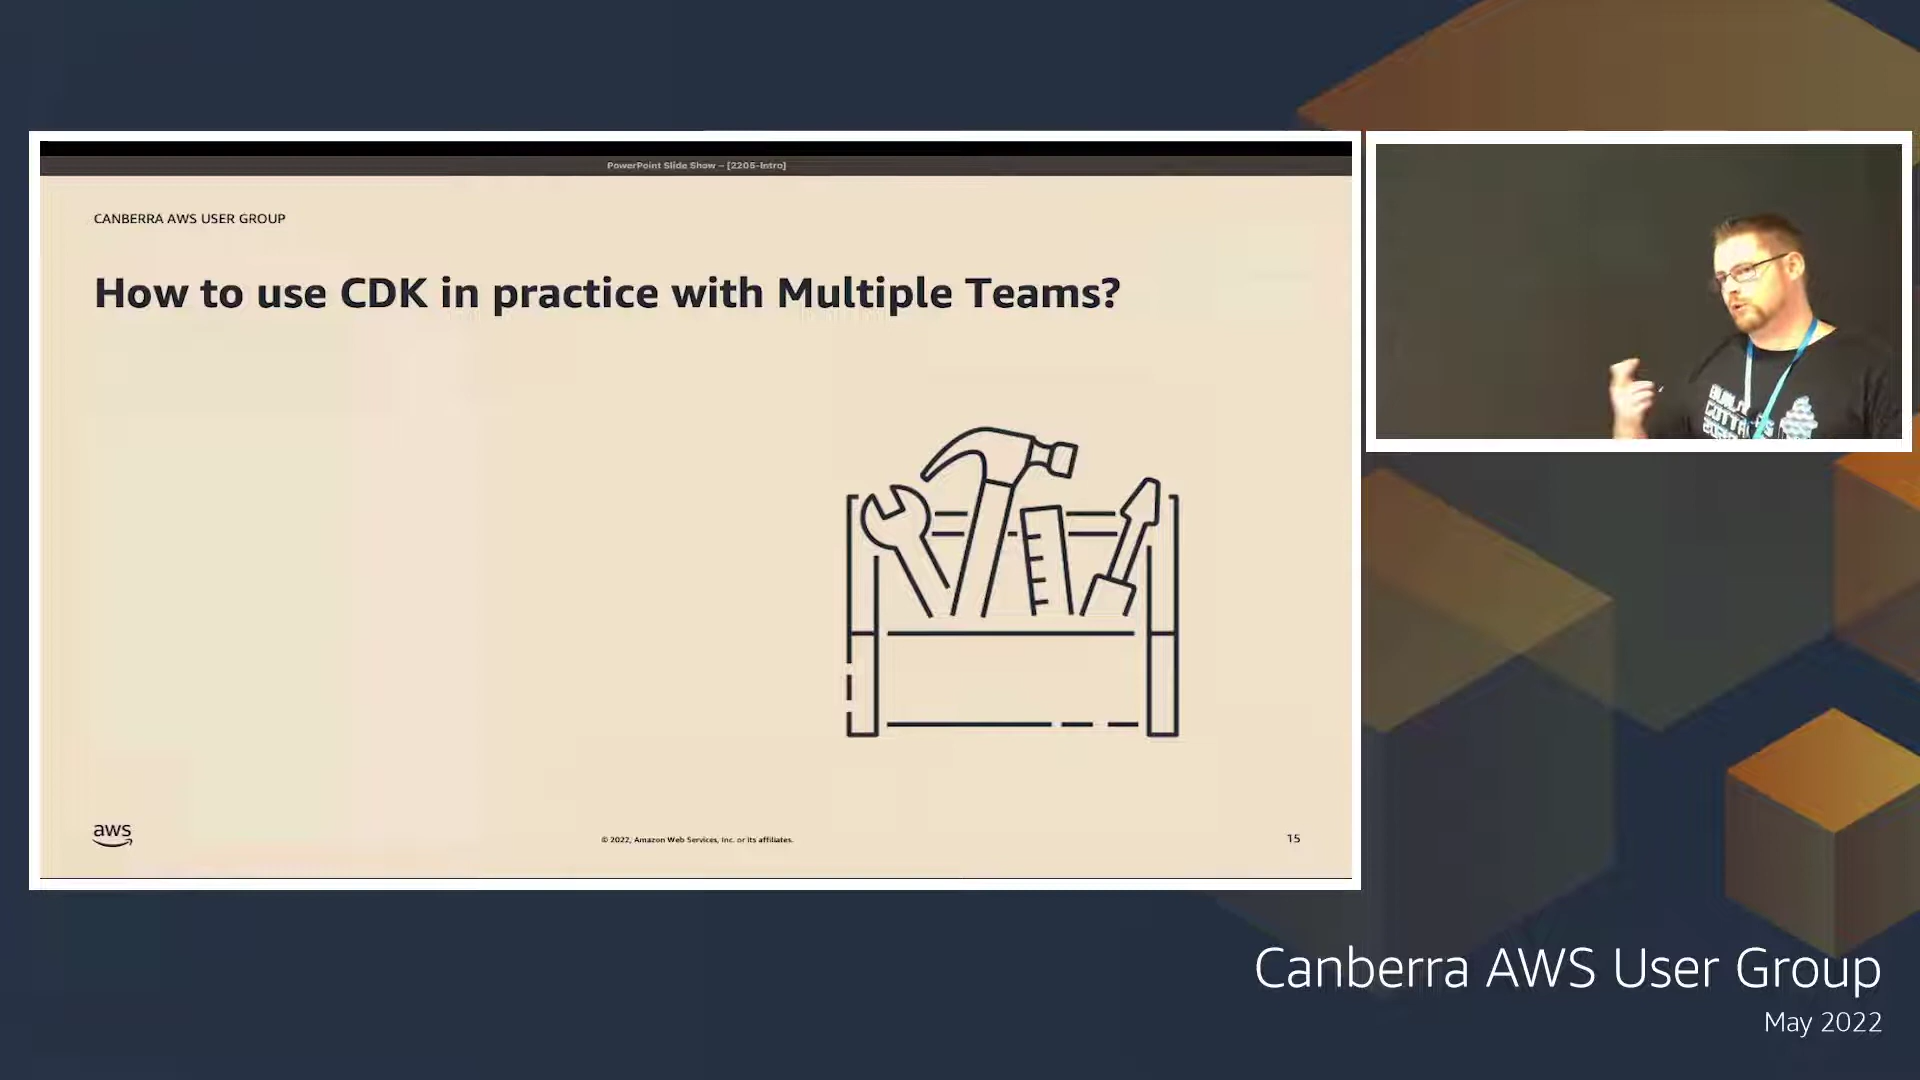 PowerPoint Slide Show – [2205-Intro]
CANBERRA AWS USER GROUP
How to use CDK in practice with Multiple Teams?
aws
© 2022, Amazon Web Services, Inc. or its affiliates.
15
Canberra AWS User Group
May 2022